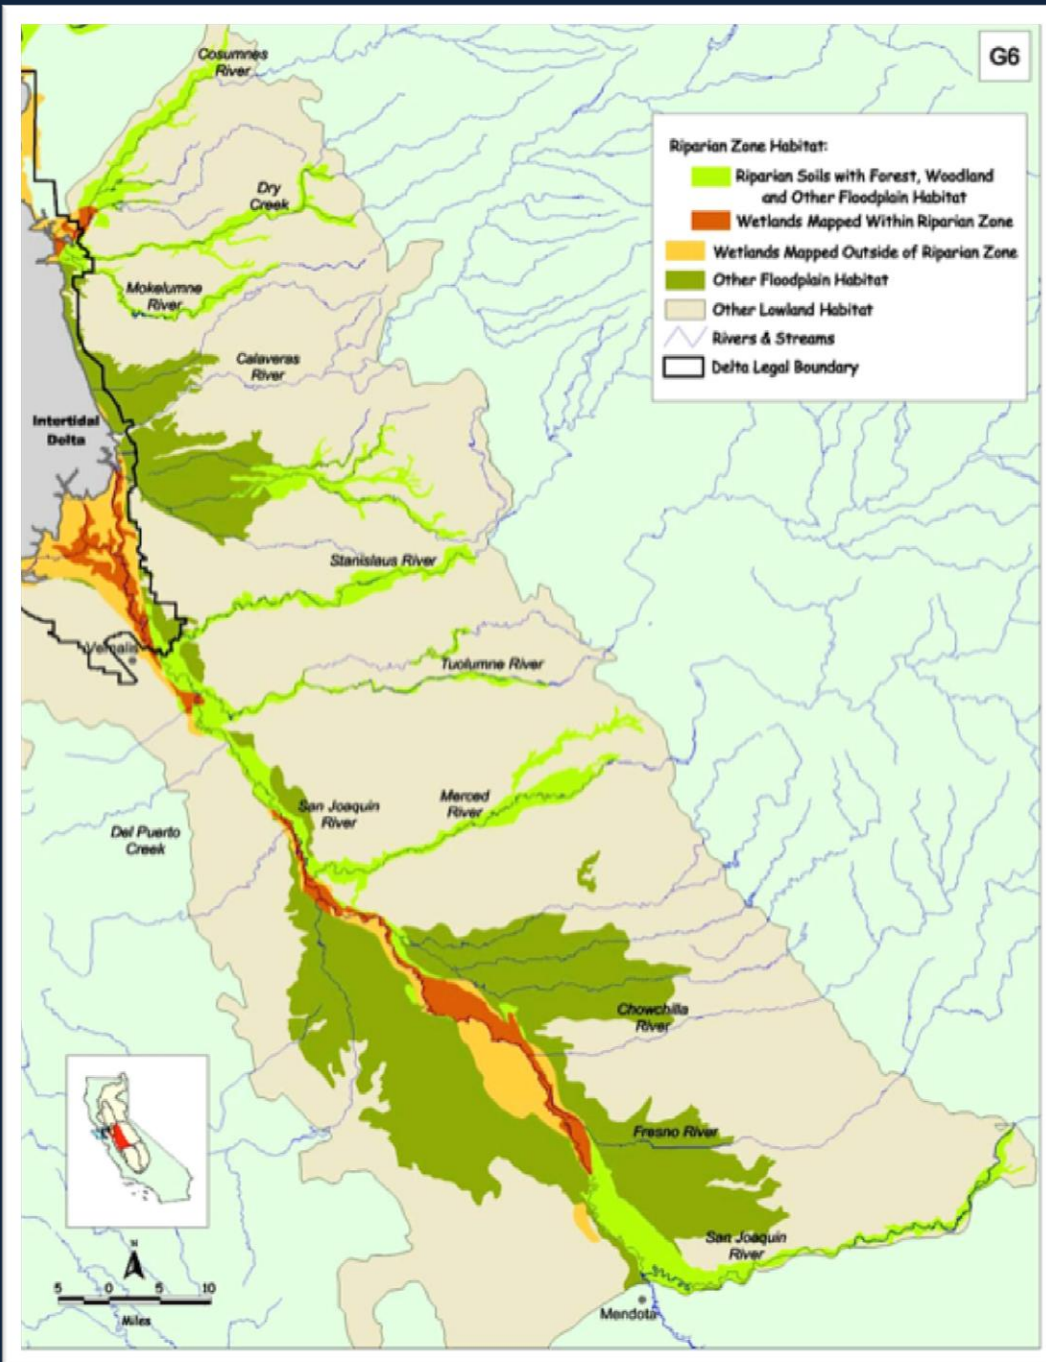 Cosumnes
River
G6
Riparian Zone Habitat:
Riparian Soils with Forest, Woodland
and Other Floodplain Habitat
Wetlands Mapped Within Riparian Zone
Wetlands Mapped Outside of Riparian Zone
Other Floodplain Habitat
Other Lowland Habitat
Rivers & Streams
Delta Legal Boundary
Dry
Creek
Mokelumne
River
Calaveras
River
Intertidal
Delta
Stanislaus River
Vernalis
Tuolumne River
San Joaquin
River
Merced
River
Del Puerto
Creek
Chowchilla
River
Fresno River
San Joaquin
River
Mendota
N
5 0 5 10
Miles